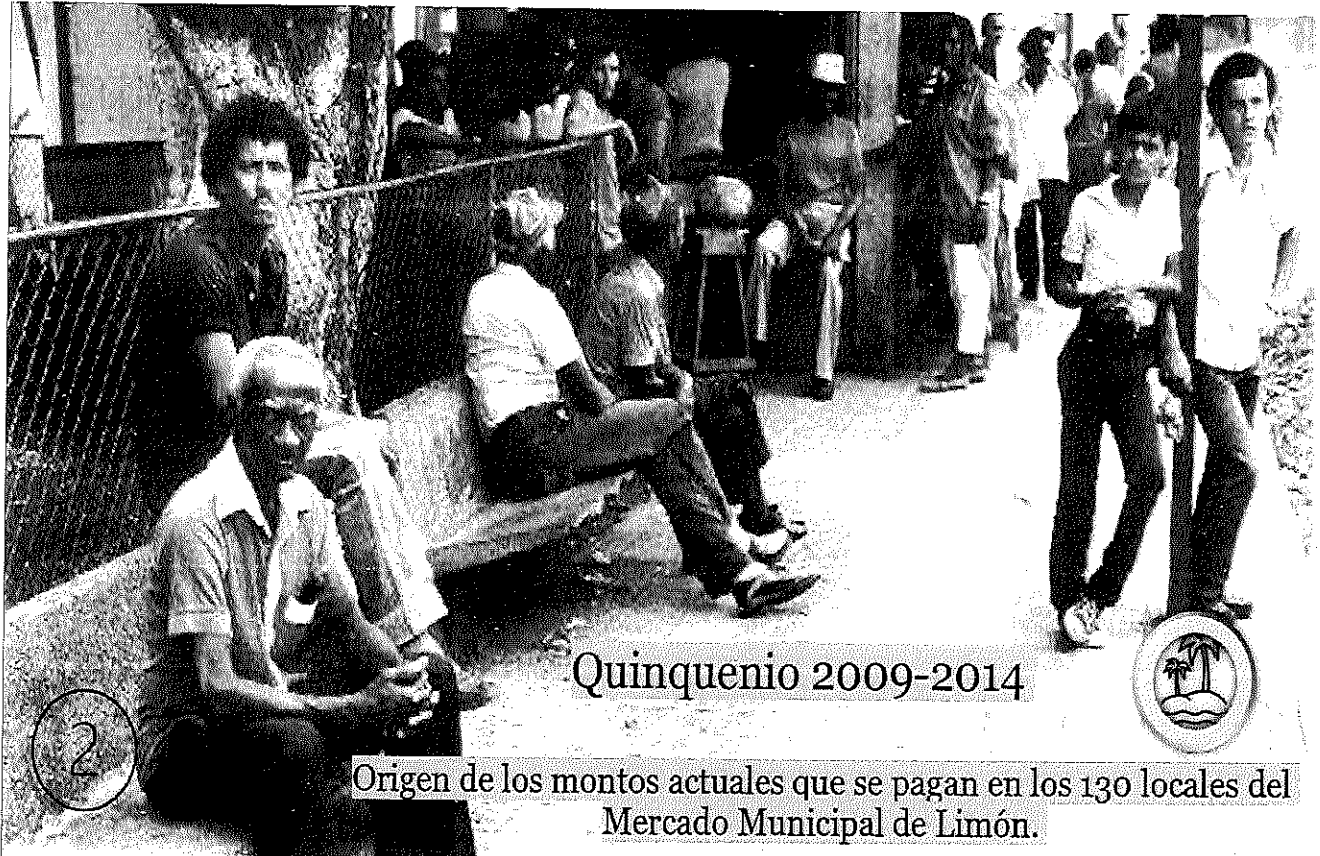 Quinquenio 2009-2014
2
Origen de los montos actuales que se pagan en los 130 locales del
Mercado Municipal de Limón.